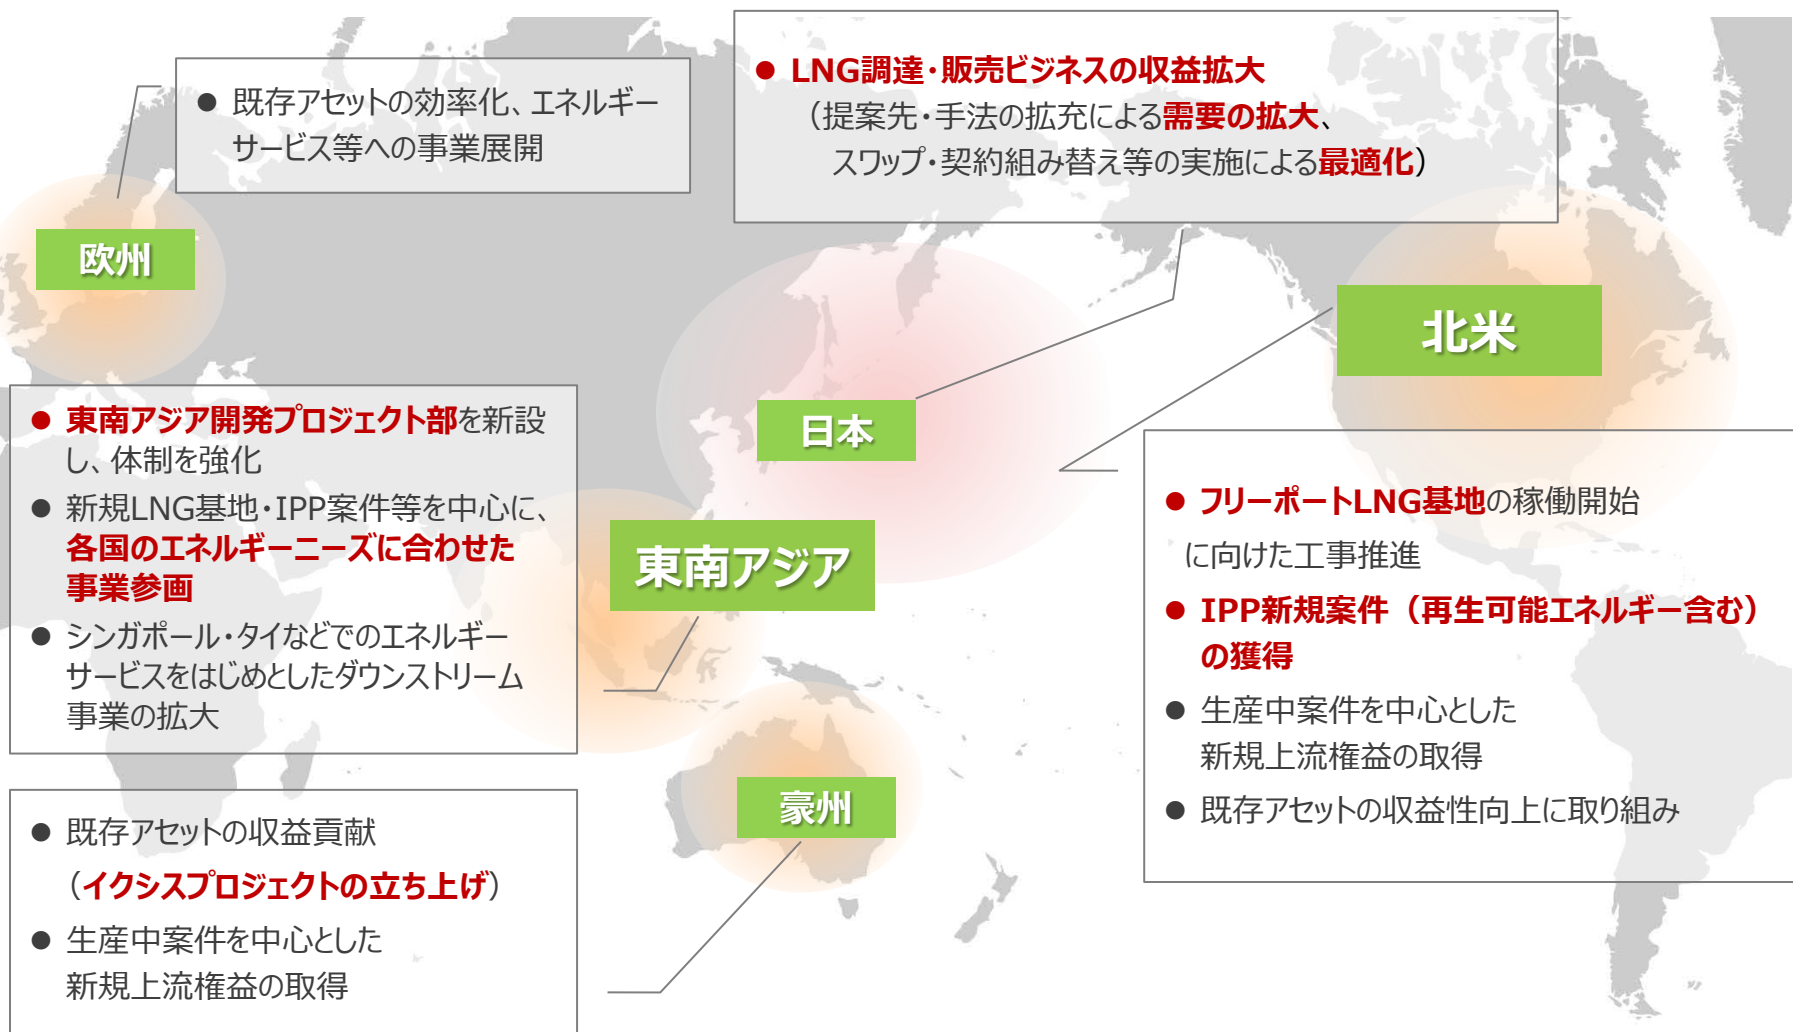 ● 既存アセットの効率化、エネルギー
サービス等への事業展開
欧州
● LNG調達・販売ビジネスの収益拡大
（提案先・手法の拡充による需要の拡大、
スワップ・契約組み替え等の実施による最適化）
日本
北米
● 東南アジア開発プロジェクト部を新設
し、体制を強化
● 新規LNG基地・IPP案件等を中心に、
各国のエネルギーニーズに合わせた
事業参画
● シンガポール・タイなどでのエネルギー
サービスをはじめとしたダウンストリーム
事業の拡大
東南アジア
● フリーポートLNG基地の稼働開始
に向けた工事推進
● IPP新規案件（再生可能エネルギー含む）
の獲得
● 生産中案件を中心とした
新規上流権益の取得
● 既存アセットの収益性向上に取り組み
● 既存アセットの収益貢献
（イクシスプロジェクトの立ち上げ）
● 生産中案件を中心とした
新規上流権益の取得
豪州